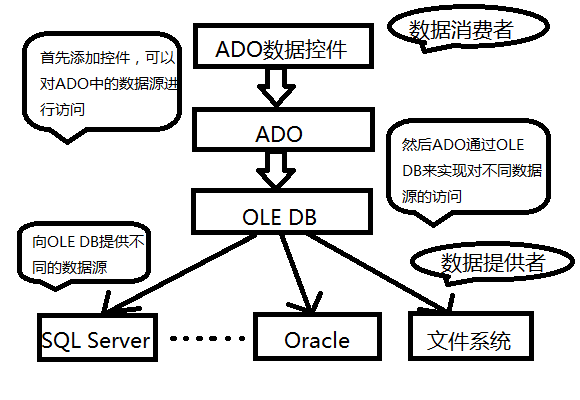 ADO数据控件
数据消费者
首先添加控件，可以
对ADO中的数据源进
行访问
ADO
然后ADO通过OLE
DB来实现对不同数据
源的访问
OLE DB
向OLE DB提供不
同的数据源
数据提供者
SQL Server
Oracle
文件系统